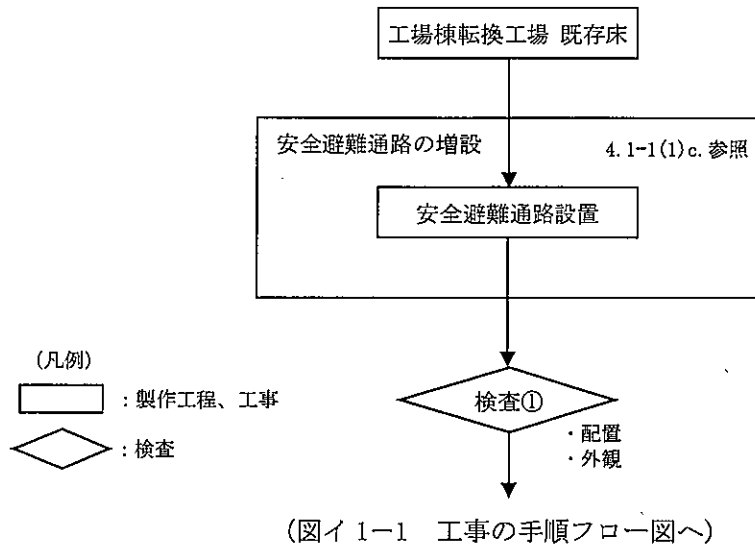 工場棟転換工場 既存床
安全避難通路の増設
4.1-1(1)c.参照
安全避難通路設置
(凡例)
：製作工程、工事
：検査
検査①
・配置
・外観
(図イ 1－1 工事の手順フロー図へ)